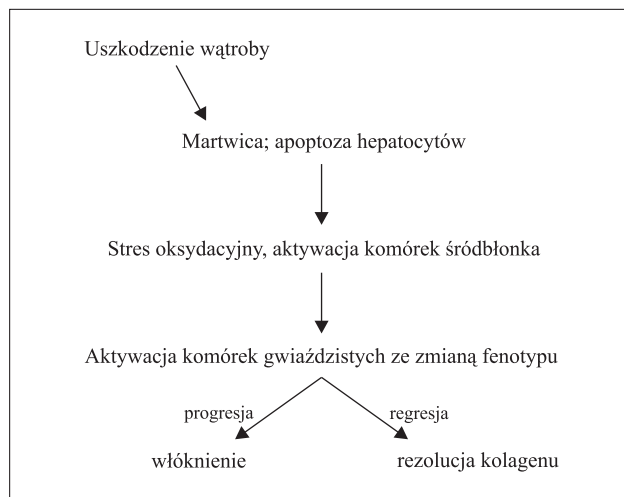 Uszkodzenie wątroby
Martwica; apoptoza hepatocytów
Stres oksydacyjny, aktywacja komórek śródbłonka
Aktywacja komórek gwiaździstych ze zmianą fenotypu
progresja
regresja
włóknienie
rezolucja kolagenu